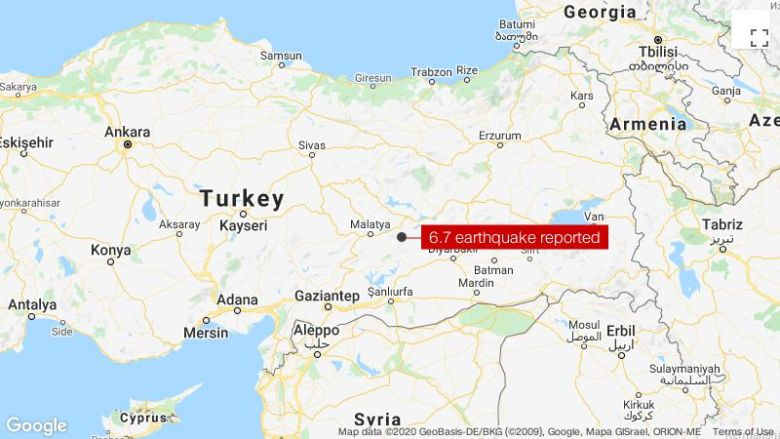 Georgia
Batumi
ბათუმი
Tbilisi
თბილისი
Samsun
Trabzon
Rize
Giresun
Sakarya
Kars
Ganja
Ankara
Armenia
Aze
Eskişehir
Sivas
Erzurum
Turkey
yonkarahisar
Kayseri
Aksaray
Malatya
6.7 earthquake reported
Van
Tabriz
تبریز
Konya
Diyarbakır
Siirt
Batman
Mardin
Antalya
Side
Adana
Gaziantep
Şanlıurfa
Mersin
Aleppo
حلب
Mosul
الموصل
Erbil
اربيل
Sulaymaniyah
السليمانية
Cyprus
Kirkuk
كركوك
Syria
Google
Map data ©2020 GeoBasis-DE/BKG (©2009), Google, Mapa GISrael, ORION-ME
Terms of Use